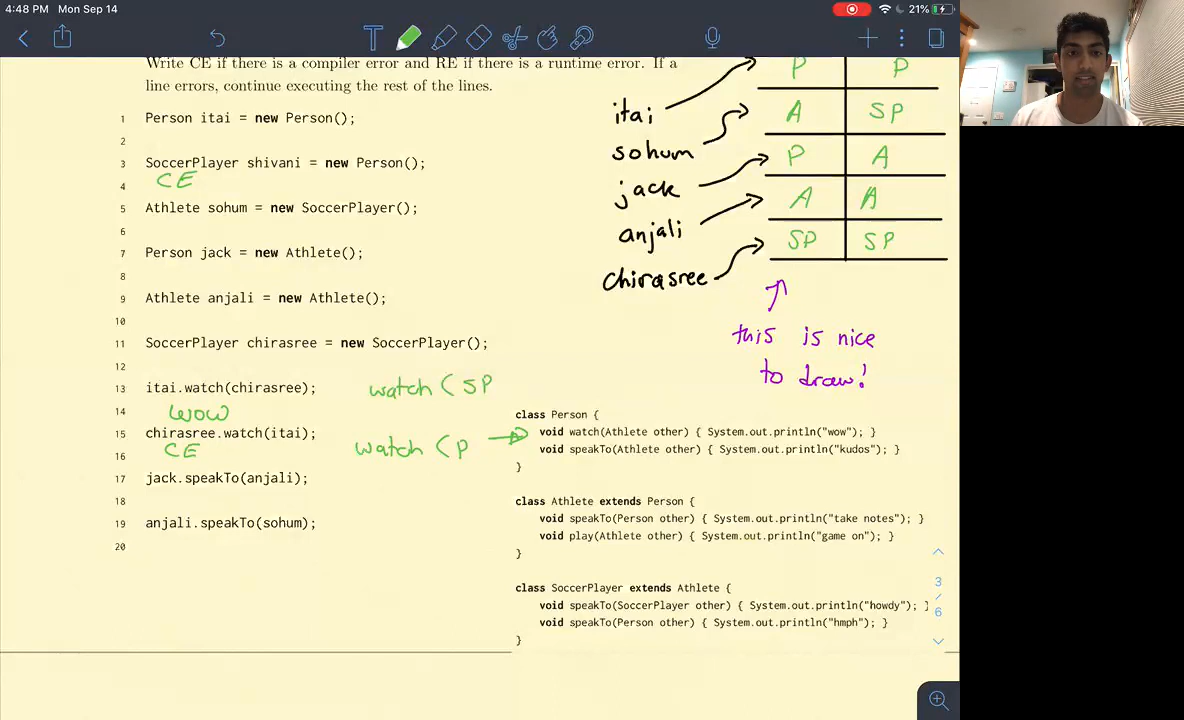 4:48 PM Mon Sep 14
21%
Write CE if there is a compiler error and RE if there is a runtime error. If a
line errors, continue executing the rest of the lines.
1 Person itai = new Person();
2
3 SoccerPlayer shivani = new Person();
4 CE
5 Athlete sohum = new SoccerPlayer();
6
7 Person jack = new Athlete();
8
9 Athlete anjali = new Athlete();
10
11 SoccerPlayer chirasree = new SoccerPlayer();
12
13 itai.watch(chirasree); watch (SP
14 wow
15 chirasree.watch(itai);
16 CE watch (P
17 jack.speakTo(anjali);
18
19 anjali.speakTo(sohum);
20
itai P P
sohum A SP
jack P A
anjali A A
chirasree SP SP
this is nice
to draw!
class Person {
void watch(Athlete other) { System.out.println("wow"); }
void speakTo(Athlete other) { System.out.println("kudos"); }
}
class Athlete extends Person {
void speakTo(Person other) { System.out.println("take notes"); }
void play(Athlete other) { System.out.println("game on"); }
}
class SoccerPlayer extends Athlete {
void speakTo(SoccerPlayer other) { System.out.println("howdy"); }
void speakTo(Person other) { System.out.println("hmph"); }
}
3
/
6